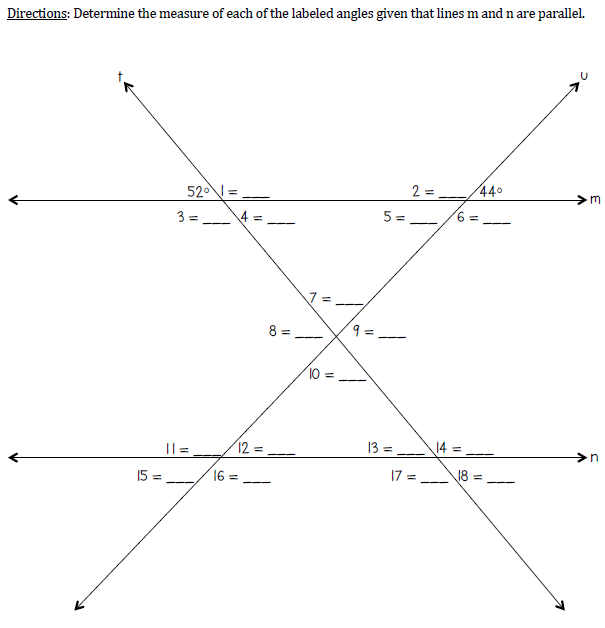 Directions: Determine the measure of each of the labeled angles given that lines m and n are parallel.
t u
52° 1 = ___ 2 = ___ 44°
m
3 = ___ 4 = ___ 5 = ___ 6 = ___
7 = ___
8 = ___ 9 = ___
10 = ___
11 = ___ 12 = ___ 13 = ___ 14 = ___
n
15 = ___ 16 = ___ 17 = ___ 18 = ___